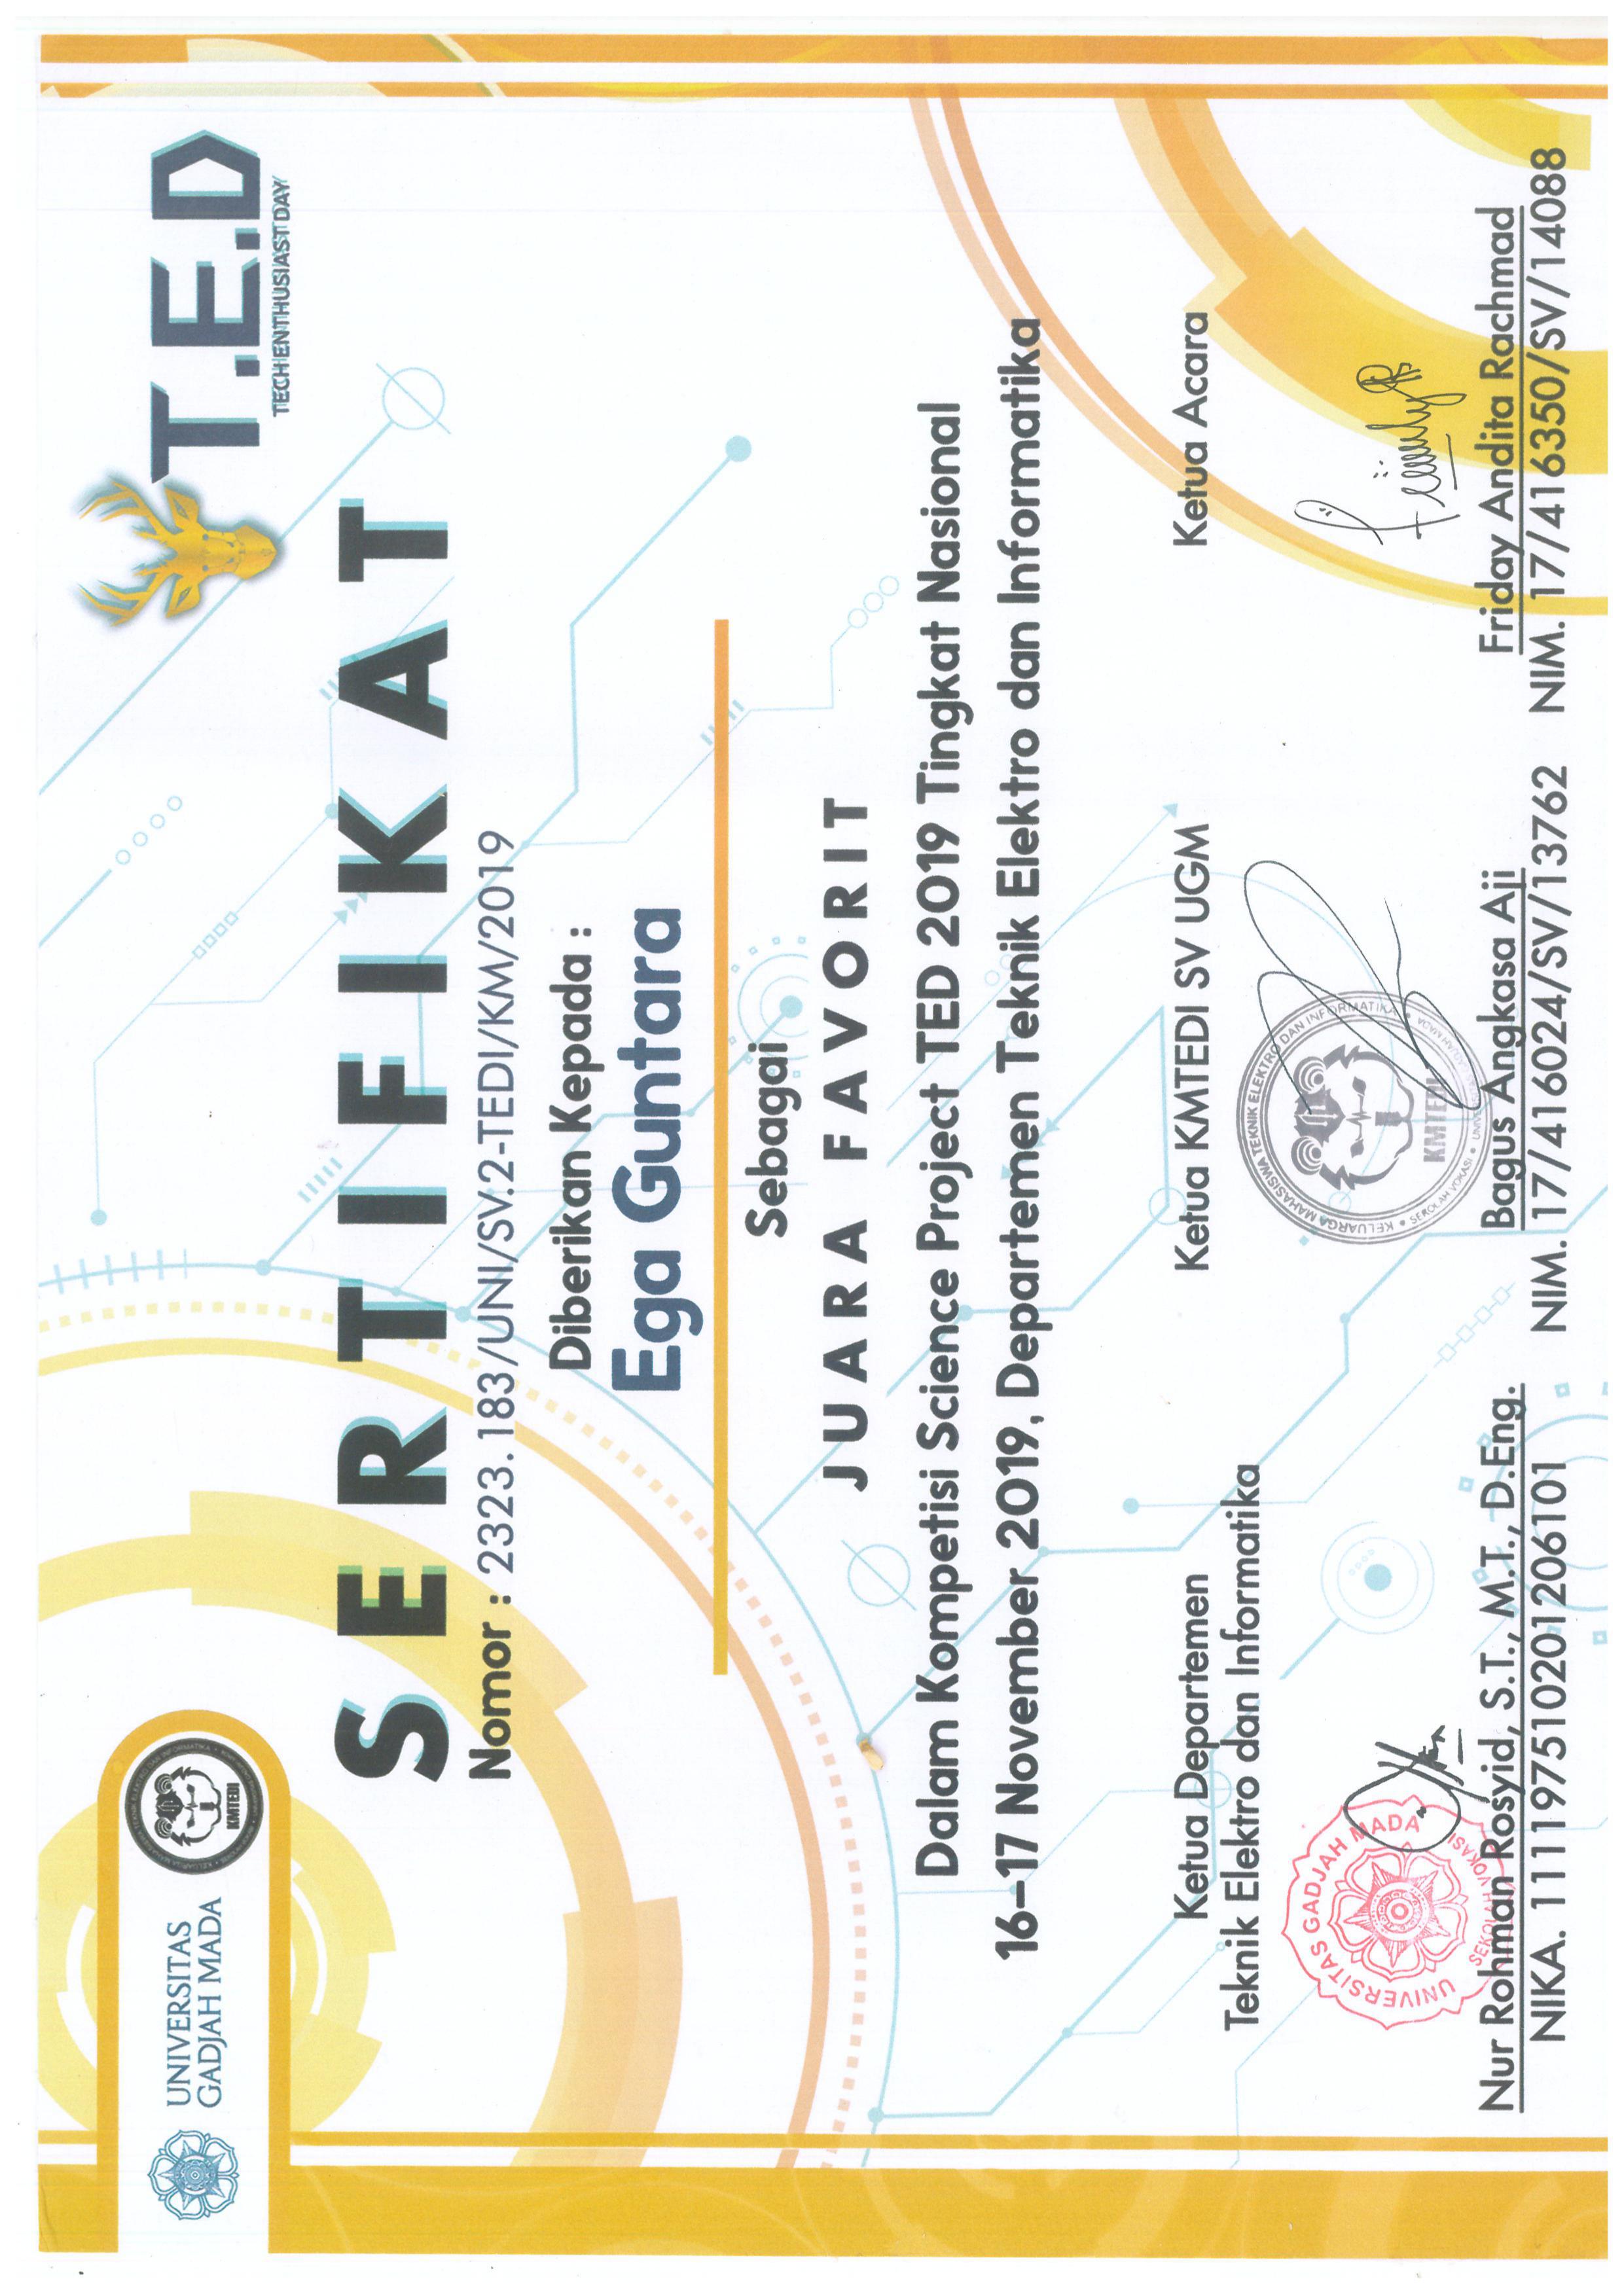 UNIVERSITAS
GADJAH MADA
KMTEDI
T.E.D
TECH ENTHUSIAST DAY
SERTIFIKAT
Nomor : 2323.183/UNI/SV.2-TEDI/KM/2019
Diberikan Kepada :
Ega Guntara
Sebagai
JUARA FAVORIT
Dalam Kompetisi Science Project TED 2019 Tingkat Nasional
16-17 November 2019, Departemen Teknik Elektro dan Informatika
Ketua Departemen
Teknik Elektro dan Informatika
UNIVERSITAS GADJAH MADA
SEKOLAH VOKASI
Nur Rohman Rosyid, S.T., M.T., D.Eng.
NIKA. 111197510201206101
Ketua KMTEDI SV UGM
KELUARGA MAHASISWA TEKNIK ELEKTRO DAN INFORMATIKA
SEKOLAH VOKASI • UNIVERSITAS GADJAH MADA
KMTEDI
Bagus Angkasa Aji
NIM. 17/416024/SV/13762
Ketua Acara
Friday Andita Rachmad
NIM. 17/416350/SV/14088